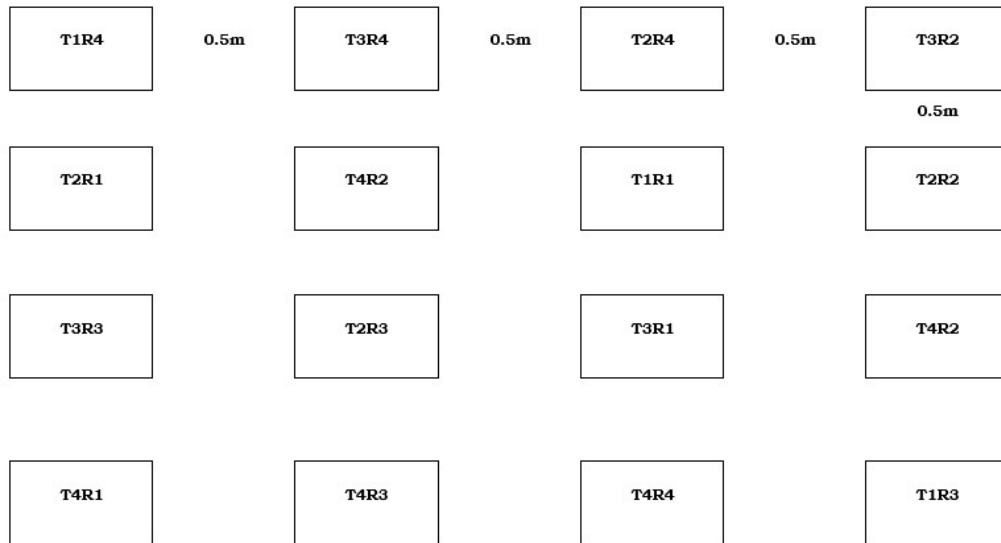 T1R4 0.5m T3R4 0.5m T2R4 0.5m T3R2
0.5m
T2R1 T4R2 T1R1 T2R2
T3R3 T2R3 T3R1 T4R2
T4R1 T4R3 T4R4 T1R3